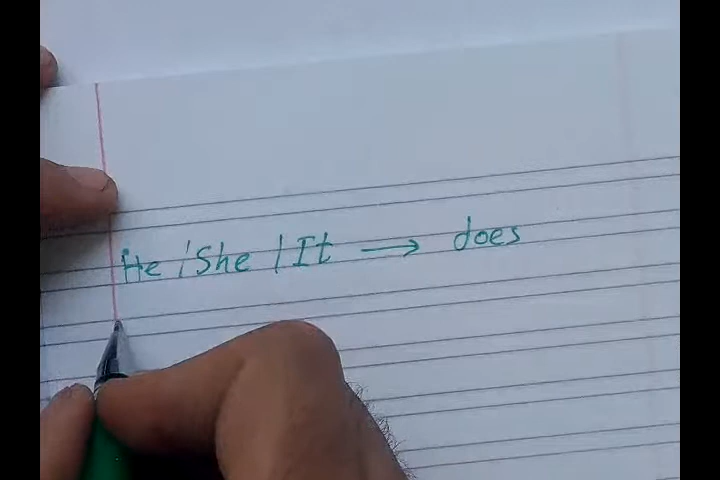 He /She / It → does